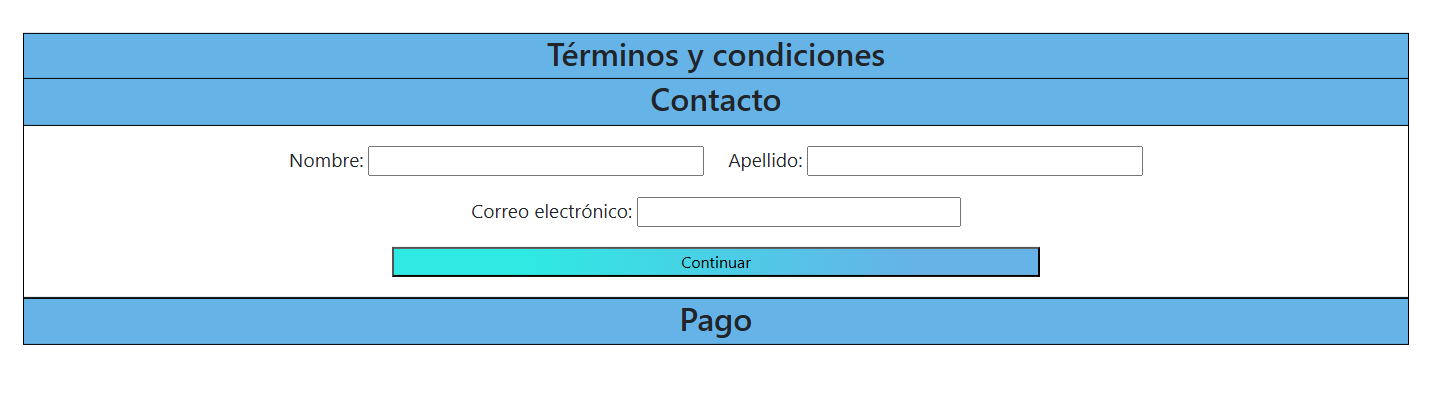 Términos y condiciones
Contacto
Nombre: Apellido:
Correo electrónico:
Continuar
Pago